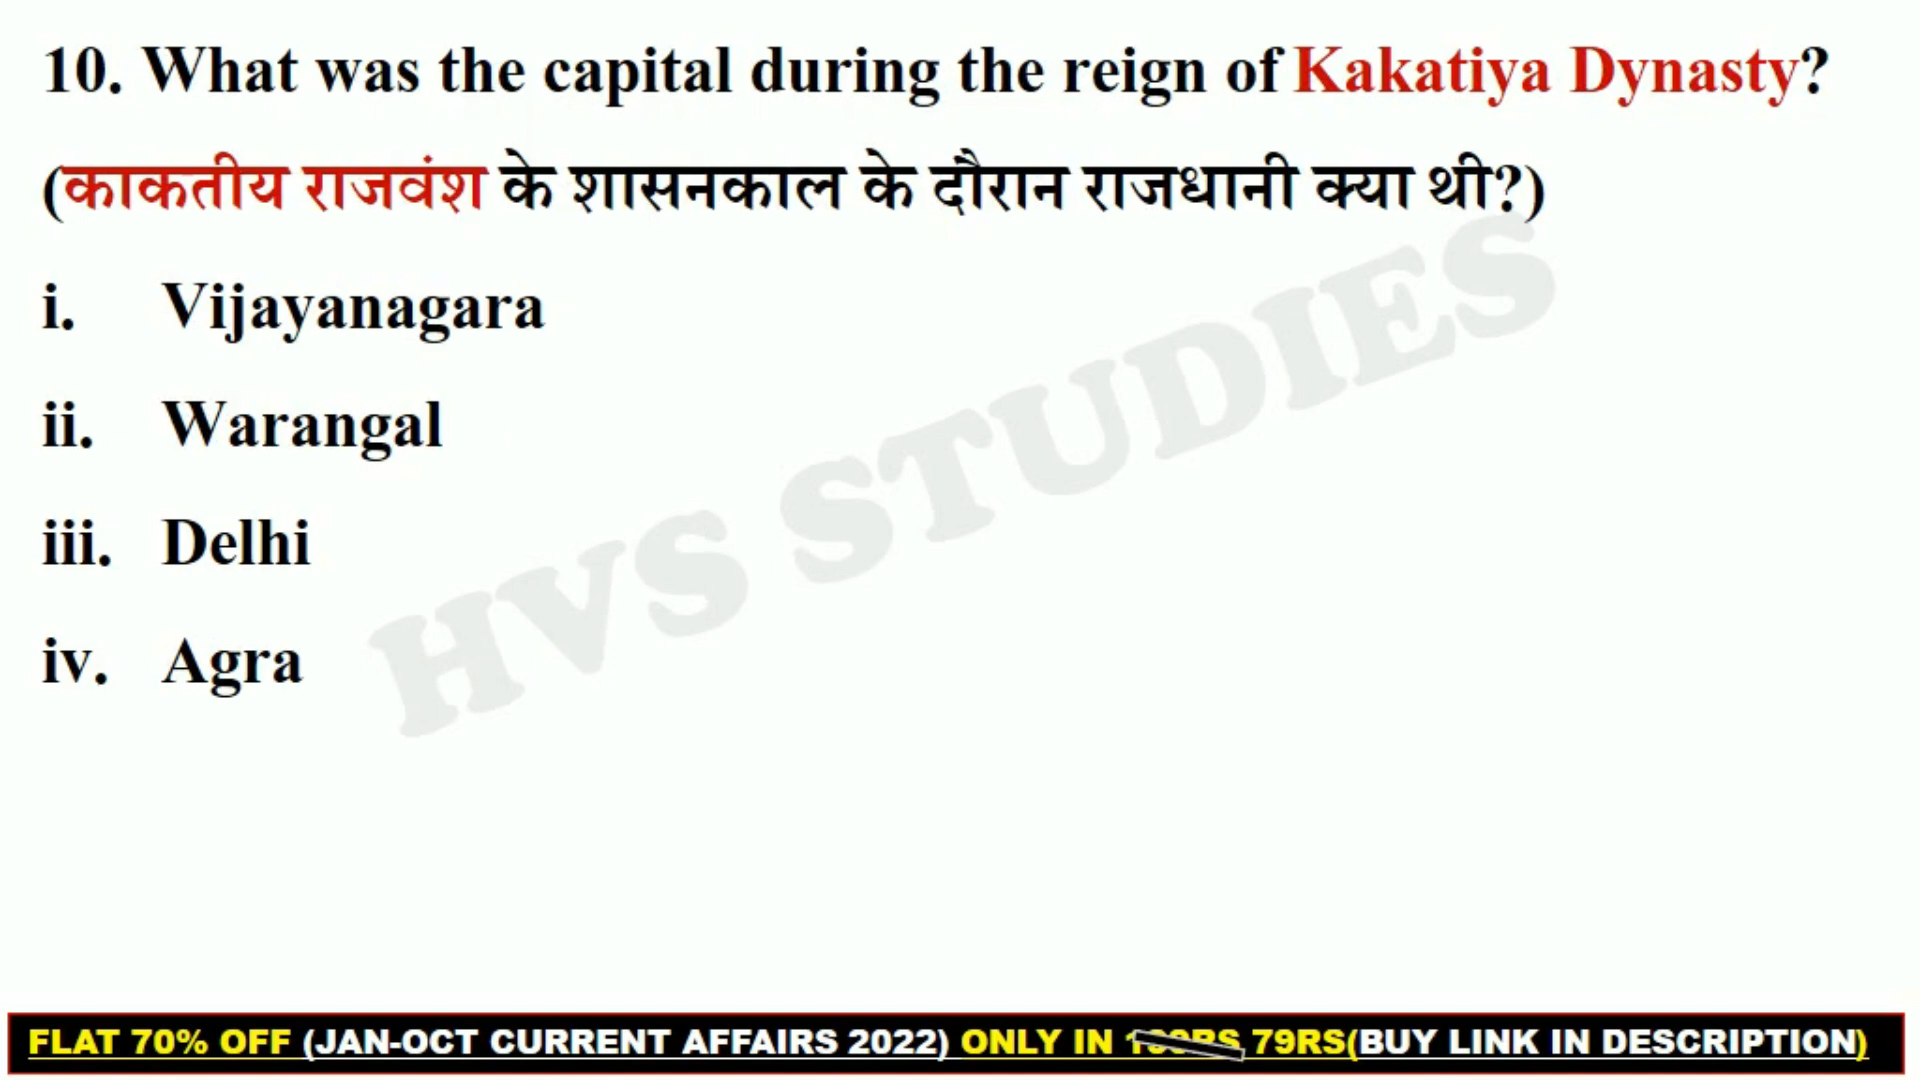 10. What was the capital during the reign of Kakatiya Dynasty?
(काकतीय राजवंश के शासनकाल के दौरान राजधानी क्या थी?)
i. Vijayanagara
ii. Warangal
iii. Delhi
iv. Agra
HVS STUDIES
FLAT 70% OFF (JAN-OCT CURRENT AFFAIRS 2022) ONLY IN 79RS(BUY LINK IN DESCRIPTION)